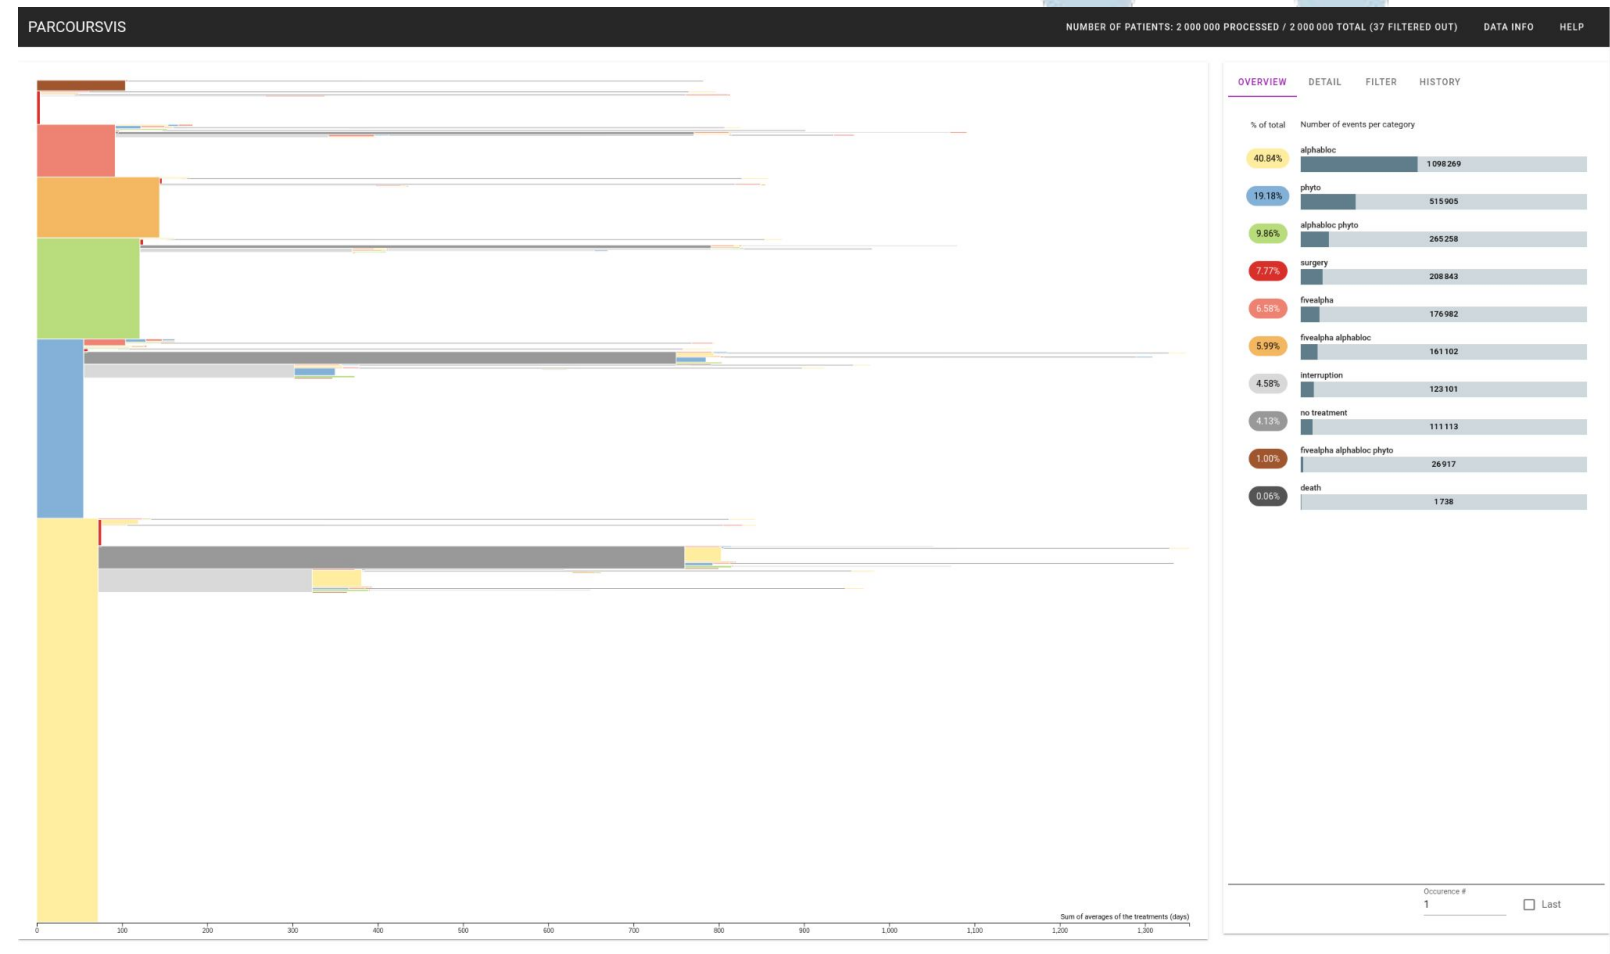 PARCOURSVIS
NUMBER OF PATIENTS: 2 000 000 PROCESSED / 2 000 000 TOTAL (37 FILTERED OUT) DATA INFO HELP
OVERVIEW DETAIL FILTER HISTORY
% of total Number of events per category
alphabloc
40.84% 1 098 269
phyto
19.18% 515 905
alphabloc phyto
9.86% 265 258
surgery
7.77% 208 843
fivealpha
6.58% 176 982
fivealpha alphabloc
5.99% 161 102
interruption
4.58% 123 101
no treatment
4.13% 111 113
fivealpha alphabloc phyto
1.00% 26 917
death
0.06% 1 738
Occurence #
1 Last
Sum of averages of the treatments (days)
0 100 200 300 400 500 600 700 800 900 1,000 1,100 1,200 1,300